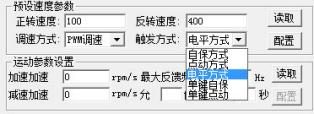 预设速度参数
正转速度: 100 反转速度: 400 读取
调速方式: PWM调速 触发方式: 电平方式 配置
自保方式
点动方式
电平方式
单键自保
单键点动
运动参数设置
加速加速 0 rpm/s 最大反馈频 Hz 读取
减速加速 0 rpm/s 允 秒 配置